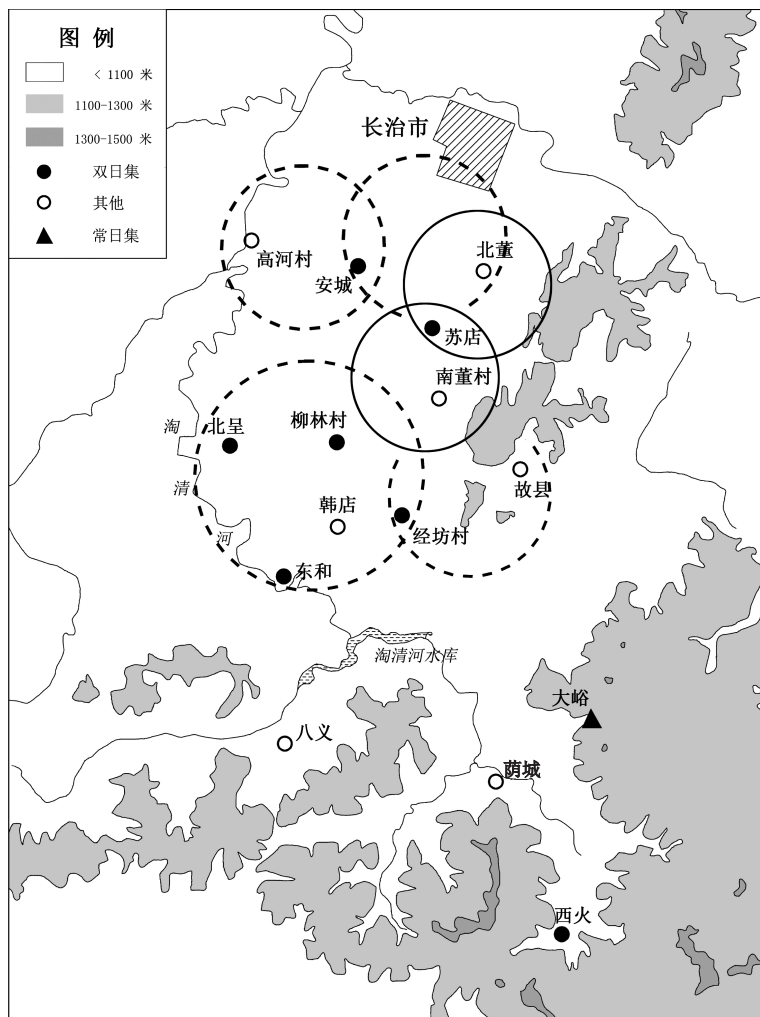 图 例
< 1100 米
1100-1300 米
1300-1500 米
双日集
其他
常日集
长治市
北董
高河村
安城
苏店
南董村
北呈
柳林村
淘
清
河
故县
韩店
经坊村
东和
淘清河水库
大峪
八义
荫城
西火